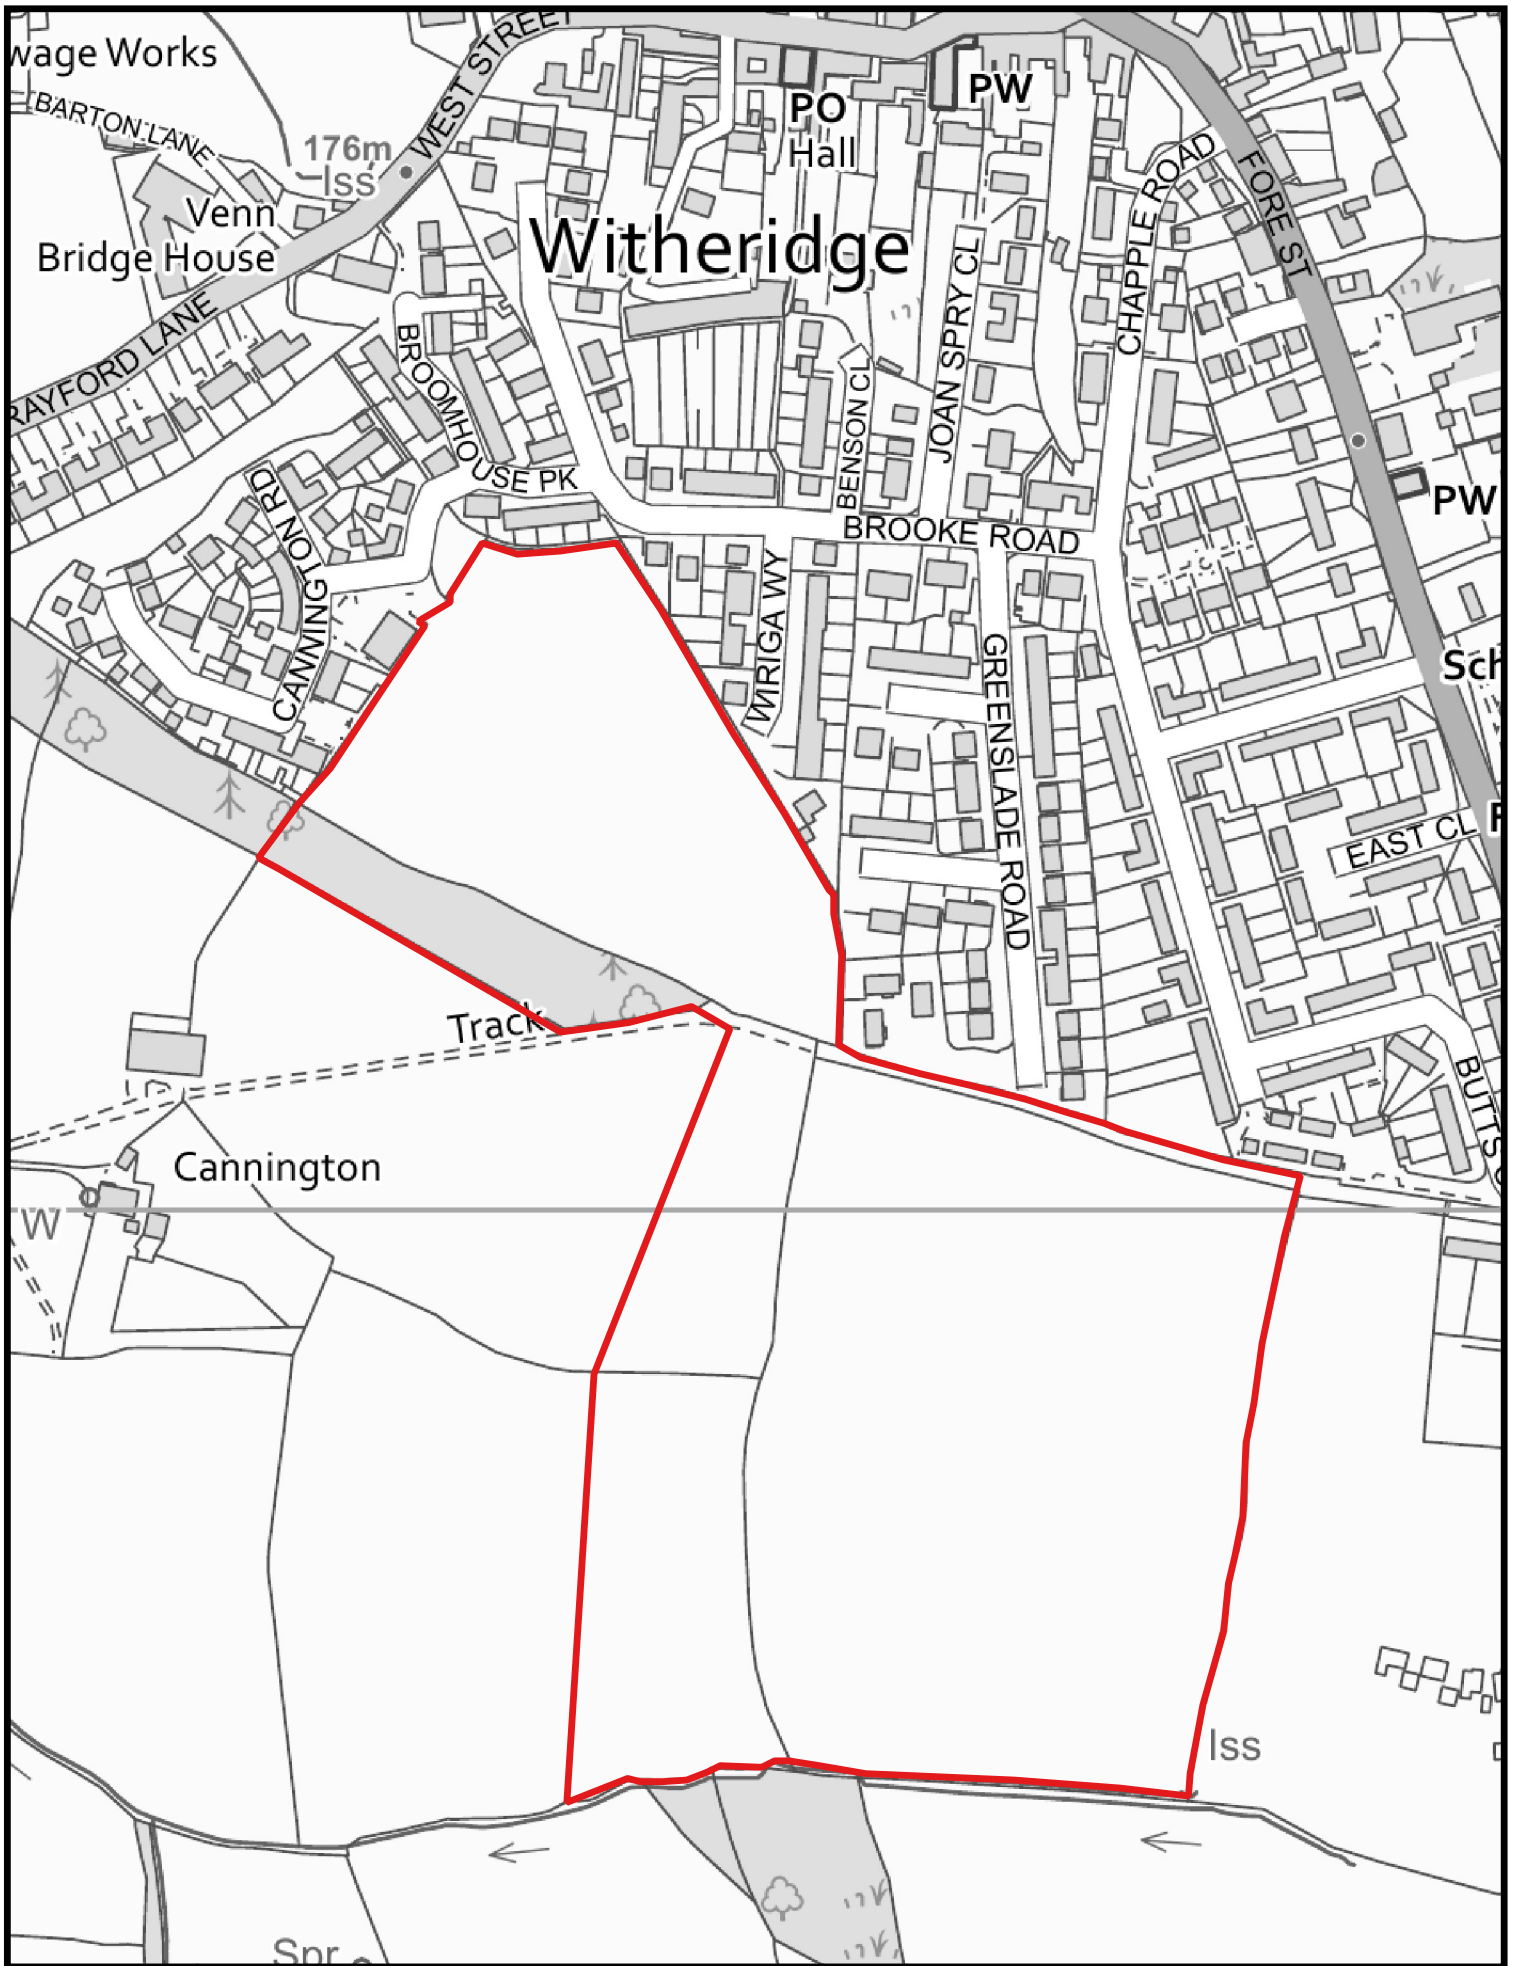 wage Works
WEST STREET
BARTON LANE
176m
Iss
PO
Hall
PW
CHAPPLE ROAD
FORE ST
Venn
Bridge House
Witheridge
RAYFORD LANE
BROOMHOUSE PK
BENSON CL
JOAN SPRY CL
CANNINGTON RD
BROOKE ROAD
PW
WIRIGA WY
GREENSLADE ROAD
Sch
EAST CL
Track
BUTTS
Cannington
W
Iss
Spr